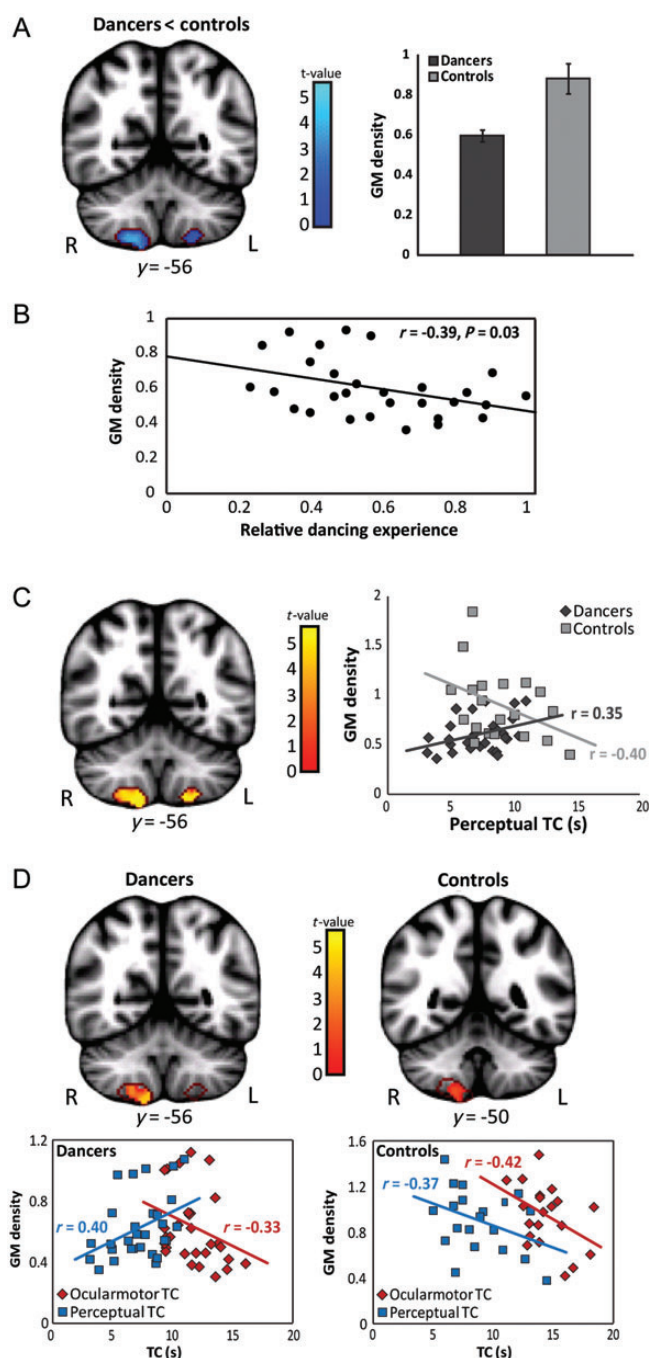 A
Dancers < controls
t-value
5
4
3
2
1
0
R
L
y = -56
GM density
1
0.8
0.6
0.4
0.2
0
Dancers
Controls
B
GM density
1
0.8
0.6
0.4
0.2
0
r = -0.39, P = 0.03
0 0.2 0.4 0.6 0.8 1
Relative dancing experience
C
t-value
5
4
3
2
1
0
R
L
y = -56
GM density
2
1.5
1
0.5
0
Dancers
Controls
r = 0.35
r = -0.40
0 5 10 15 20
Perceptual TC (s)
D
Dancers
Controls
t-value
5
4
3
2
1
0
R
L
y = -56
R
L
y = -50
GM density
1.2
0.8
0.4
0
Dancers
r = 0.40
r = -0.33
Ocularmotor TC
Perceptual TC
0 5 10 15 20
TC (s)
GM density
1.6
1.2
0.8
0.4
0
Controls
r = -0.42
r = -0.37
Ocularmotor TC
Perceptual TC
0 5 10 15 20
TC (s)